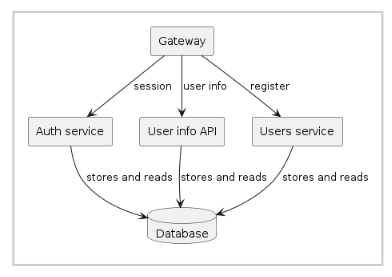 Gateway
session
user info
register
Auth service
User info API
Users service
stores and reads
stores and reads
stores and reads
Database